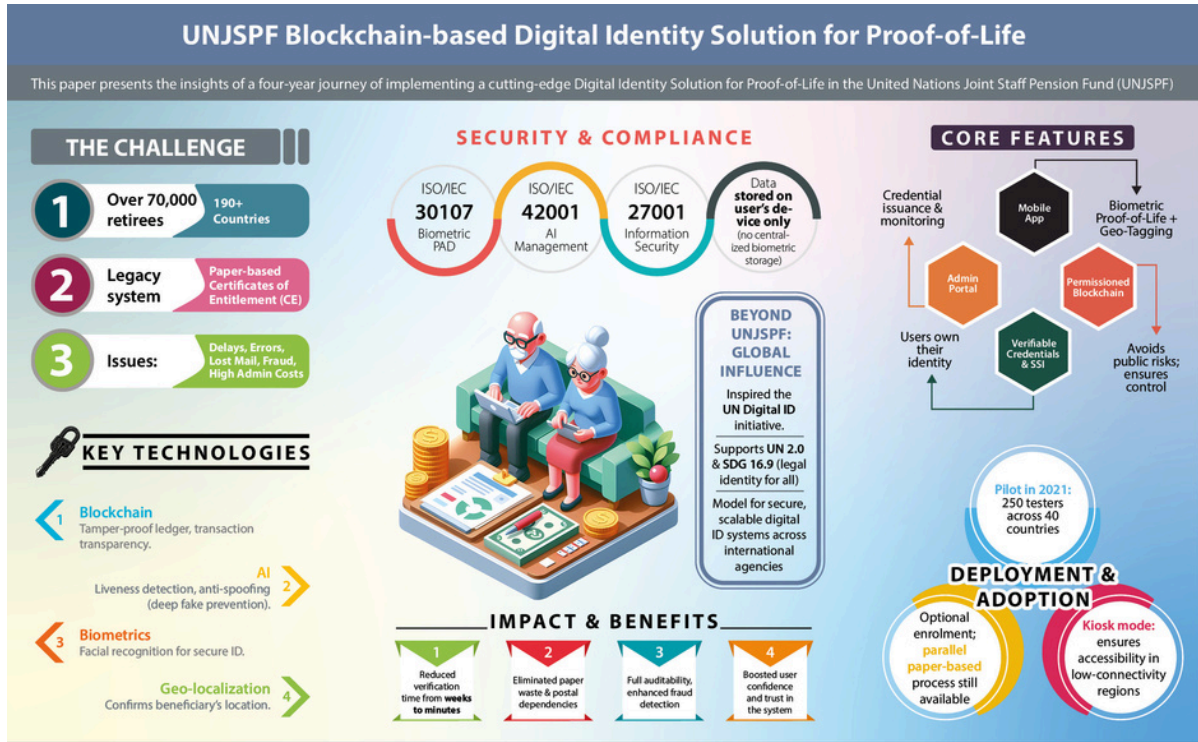 UNJSPF Blockchain-based Digital Identity Solution for Proof-of-Life
This paper presents the insights of a four-year journey of implementing a cutting-edge Digital Identity Solution for Proof-of-Life in the United Nations Joint Staff Pension Fund (UNJSPF)
THE CHALLENGE
1
Over 70,000
retirees
190+
Countries
2
Legacy
system
Paper-based
Certificates of
Entitlement (CE)
3
Issues:
Delays, Errors,
Lost Mail, Fraud,
High Admin Costs
KEY TECHNOLOGIES
1
Blockchain
Tamper-proof ledger, transaction
transparency.
AI
2
Liveness detection, anti-spoofing
(deep fake prevention).
3
Biometrics
Facial recognition for secure ID.
Geo-localization
4
Confirms beneficiary's location.
SECURITY & COMPLIANCE
ISO/IEC
30107
Biometric
PAD
ISO/IEC
42001
AI
Management
ISO/IEC
27001
Information
Security
Data
stored on
user's de-
vice only
(no central-
ized biometric
storage)
BEYOND
UNJSPF:
GLOBAL
INFLUENCE
Inspired the
UN Digital ID
initiative.
Supports UN 2.0
& SDG 16.9 (legal
identity for all)
Model for secure,
scalable digital
ID systems across
international
agencies
IMPACT & BENEFITS
1
Reduced
verification
time from weeks
to minutes
2
Eliminated paper
waste & postal
dependencies
3
Full auditability,
enhanced fraud
detection
4
Boosted user
confidence
and trust in
the system
CORE FEATURES
Credential
issuance &
monitoring
Mobile
App
Biometric
Proof-of-Life +
Geo-Tagging
Admin
Portal
Permissioned
Blockchain
Users own
their
identity
Verifiable
Credentials
& SSI
Avoids
public risks;
ensures
control
Pilot in 2021:
250 testers
across 40
countries
DEPLOYMENT &
ADOPTION
Optional
enrolment;
parallel
paper-based
process still
available
Kiosk mode:
ensures
accessibility in
low-connectivity
regions